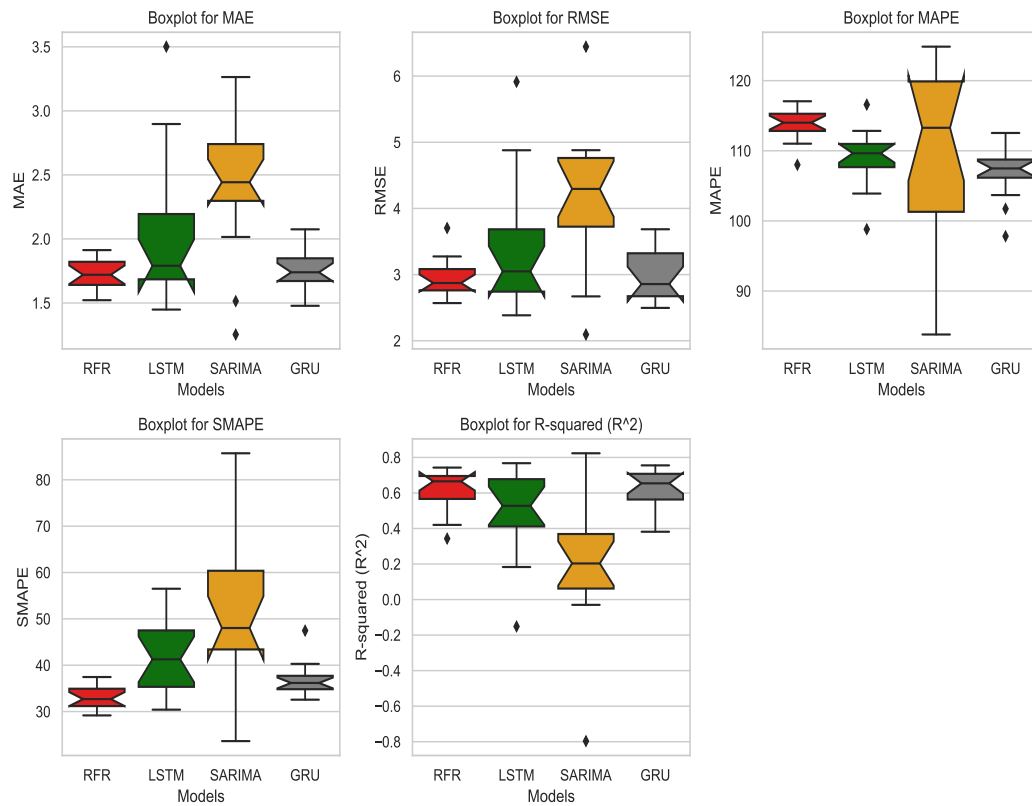 Boxplot for MAE
3.5
3.0
2.5
2.0
1.5
MAE
RFR LSTM SARIMA GRU
Models
Boxplot for RMSE
6
5
4
3
2
RMSE
RFR LSTM SARIMA GRU
Models
Boxplot for MAPE
120
110
100
90
MAPE
RFR LSTM SARIMA GRU
Models
Boxplot for SMAPE
80
70
60
50
40
30
SMAPE
RFR LSTM SARIMA GRU
Models
Boxplot for R-squared (R^2)
0.8
0.6
0.4
0.2
0.0
−0.2
−0.4
−0.6
−0.8
R-squared (R^2)
RFR LSTM SARIMA GRU
Models